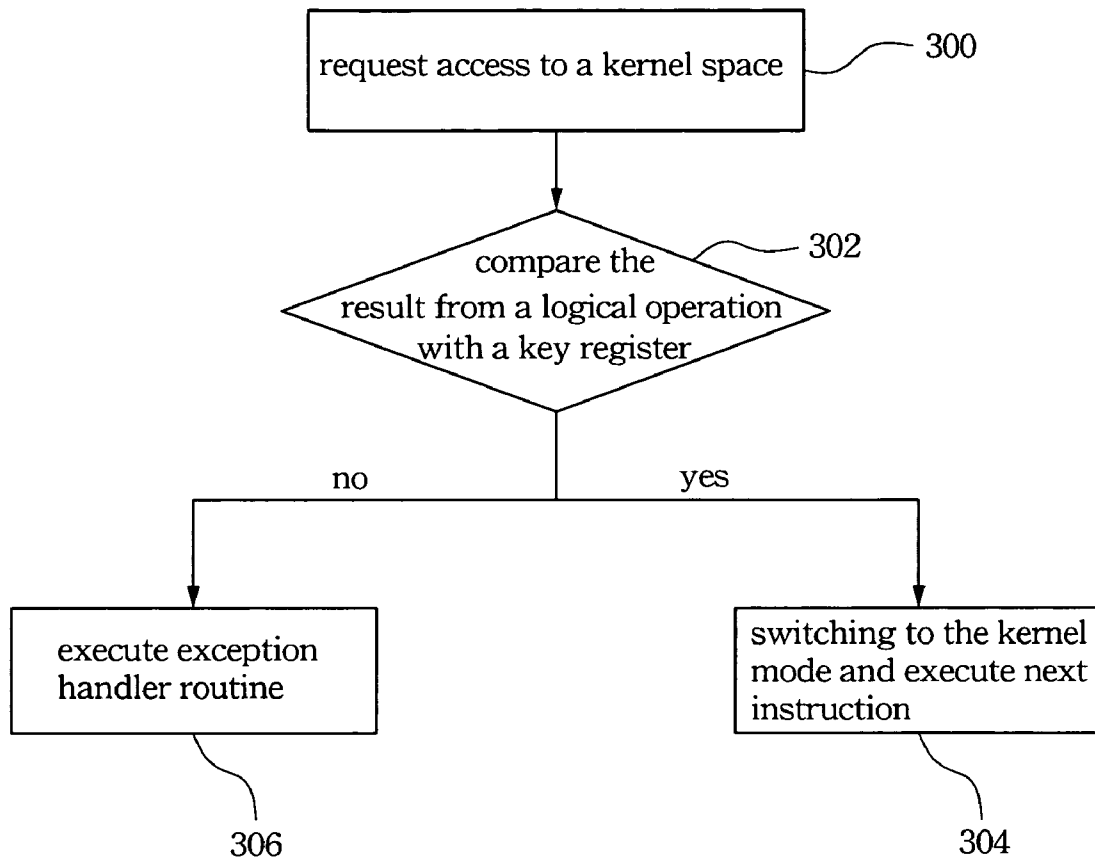 request access to a kernel space
300
302
compare the
result from a logical operation
with a key register
no
yes
execute exception
handler routine
switching to the kernel
mode and execute next
instruction
306
304